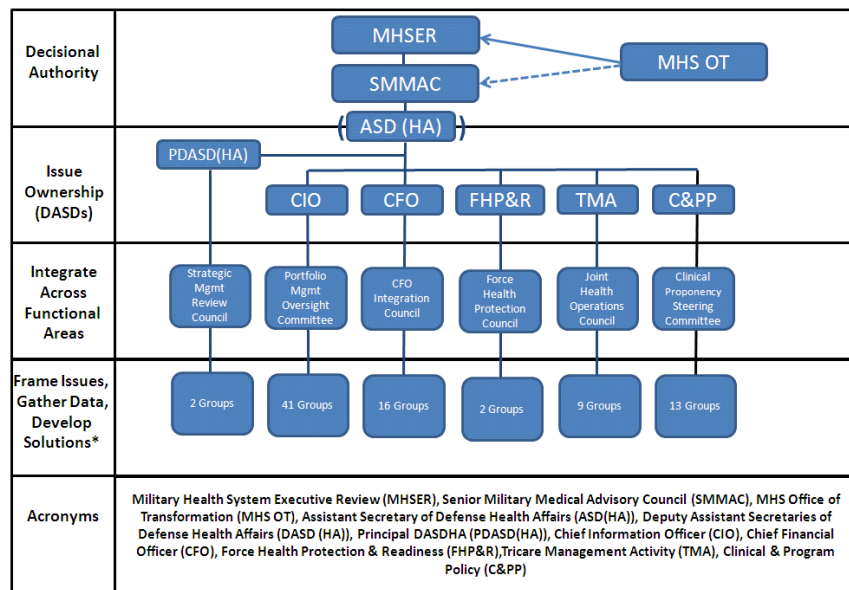 Decisional
Authority
MHSER
SMMAC
MHS OT
(ASD (HA))
Issue
Ownership
(DASDs)
PDASD(HA)
CIO
CFO
FHP&R
TMA
C&PP
Integrate
Across
Functional
Areas
Strategic
Mgmt
Review
Council
Portfolio
Mgmt
Oversight
Committee
CFO
Integration
Council
Force
Health
Protection
Council
Joint
Health
Operations
Council
Clinical
Proponency
Steering
Committee
Frame Issues,
Gather Data,
Develop
Solutions*
2 Groups
41 Groups
16 Groups
2 Groups
9 Groups
13 Groups
Acronyms
Military Health System Executive Review (MHSER), Senior Military Medical Advisory Council (SMMAC), MHS Office of
Transformation (MHS OT), Assistant Secretary of Defense Health Affairs (ASD(HA)), Deputy Assistant Secretaries of
Defense Health Affairs (DASD (HA)), Principal DASDHA (PDASD(HA)), Chief Information Officer (CIO), Chief Financial
Officer (CFO), Force Health Protection & Readiness (FHP&R),Tricare Management Activity (TMA), Clinical & Program
Policy (C&PP)